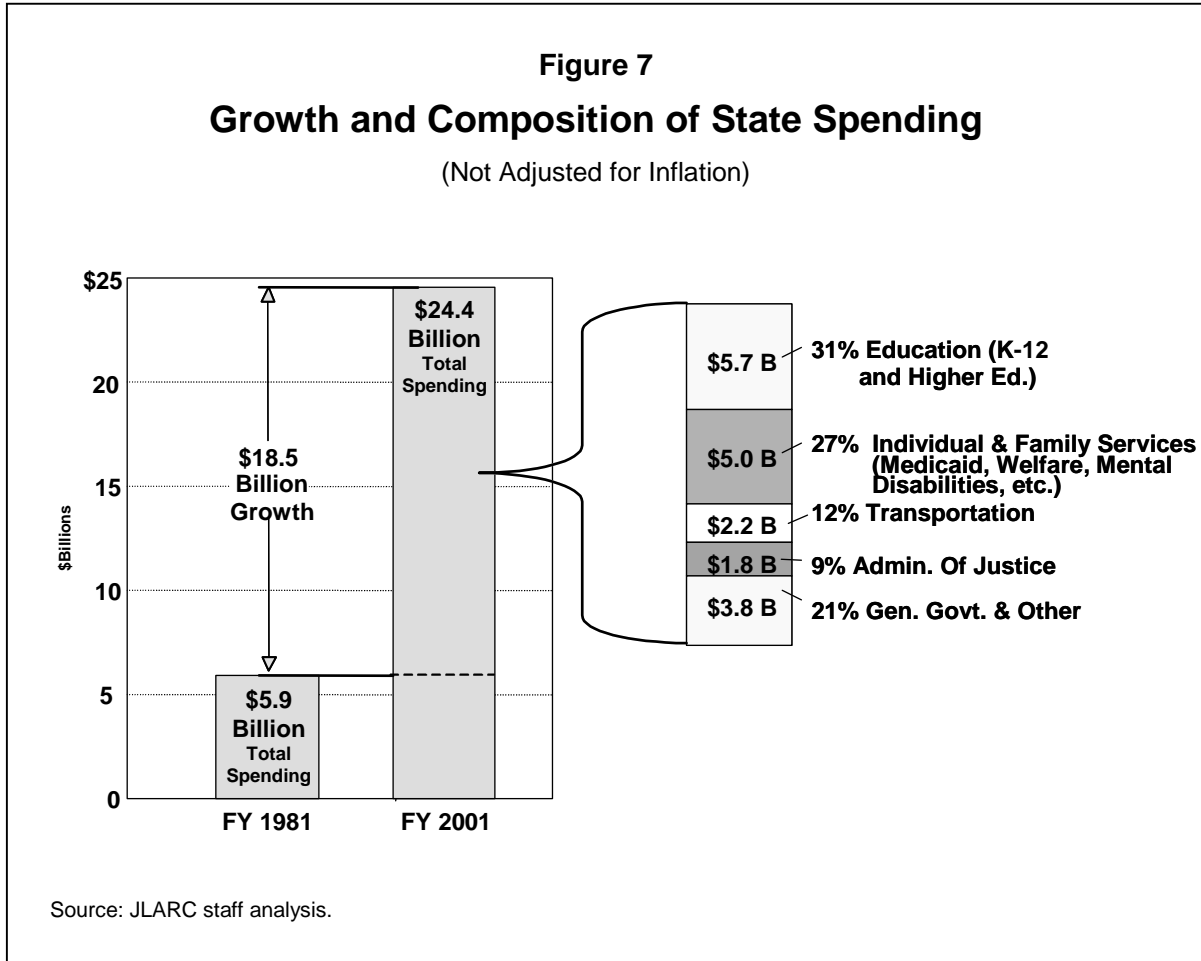 Figure 7
Growth and Composition of State Spending
(Not Adjusted for Inflation)
$Billions
$25
20
15
10
5
0
$18.5
Billion
Growth
$5.9
Billion
Total
Spending
$24.4
Billion
Total
Spending
FY 1981
FY 2001
$5.7 B
31% Education (K-12
and Higher Ed.)
$5.0 B
27% Individual & Family Services
(Medicaid, Welfare, Mental
Disabilities, etc.)
$2.2 B
12% Transportation
$1.8 B
9% Admin. Of Justice
$3.8 B
21% Gen. Govt. & Other
Source: JLARC staff analysis.